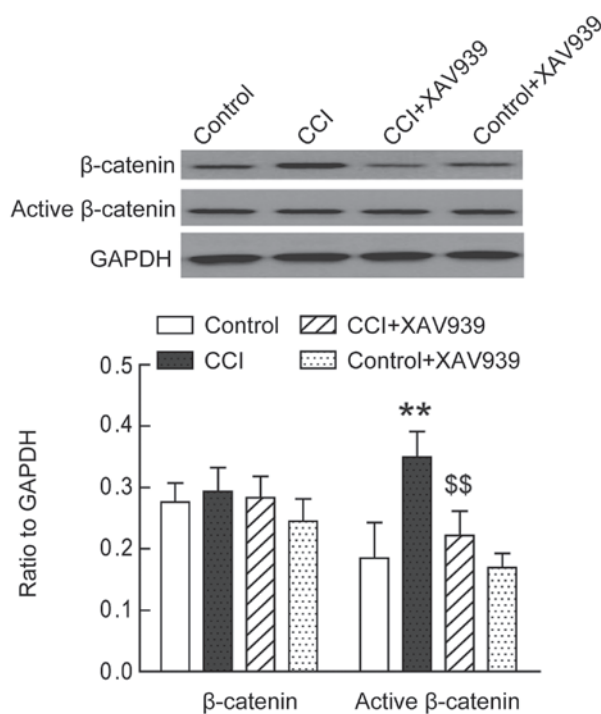 Control CCI CCI+XAV939 Control+XAV939
β-catenin
Active β-catenin
GAPDH
Control CCI+XAV939
CCI Control+XAV939
Ratio to GAPDH
0.5
0.4
0.3
0.2
0.1
0.0
**
$$
β-catenin Active β-catenin